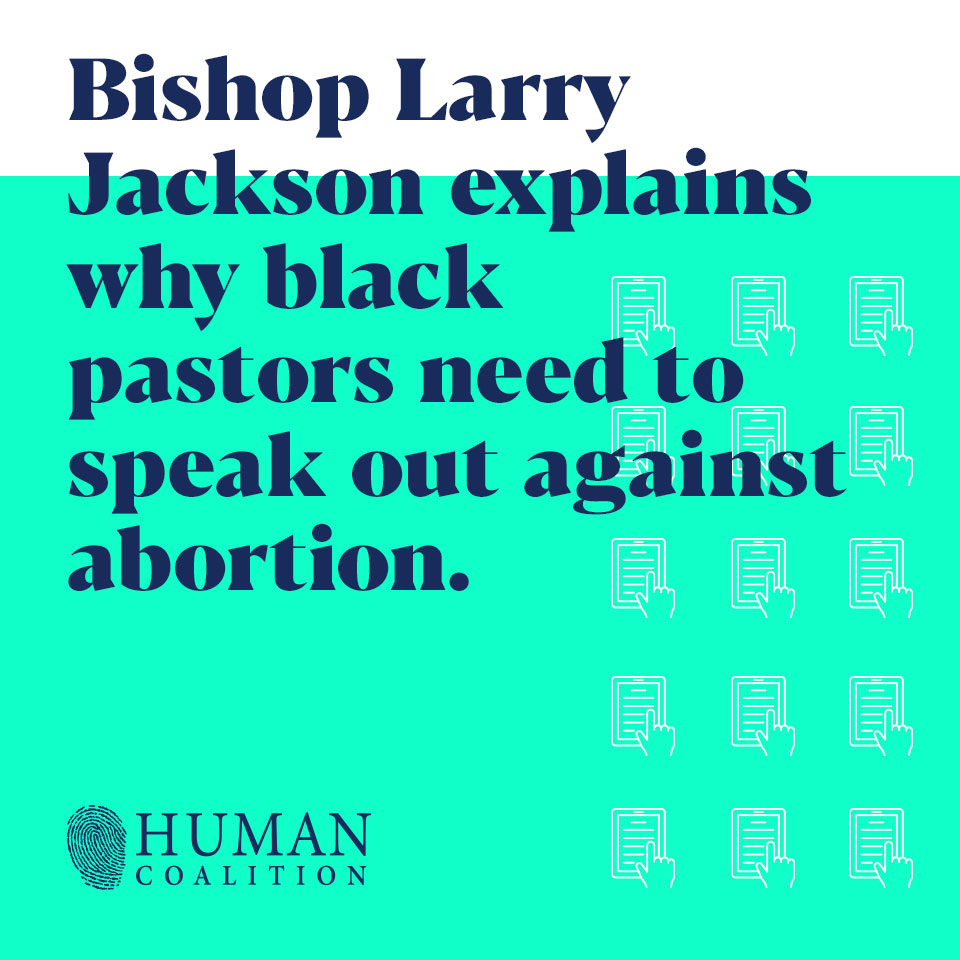 Bishop Larry
Jackson explains
why black
pastors need to
speak out against
abortion.
HUMAN
COALITION